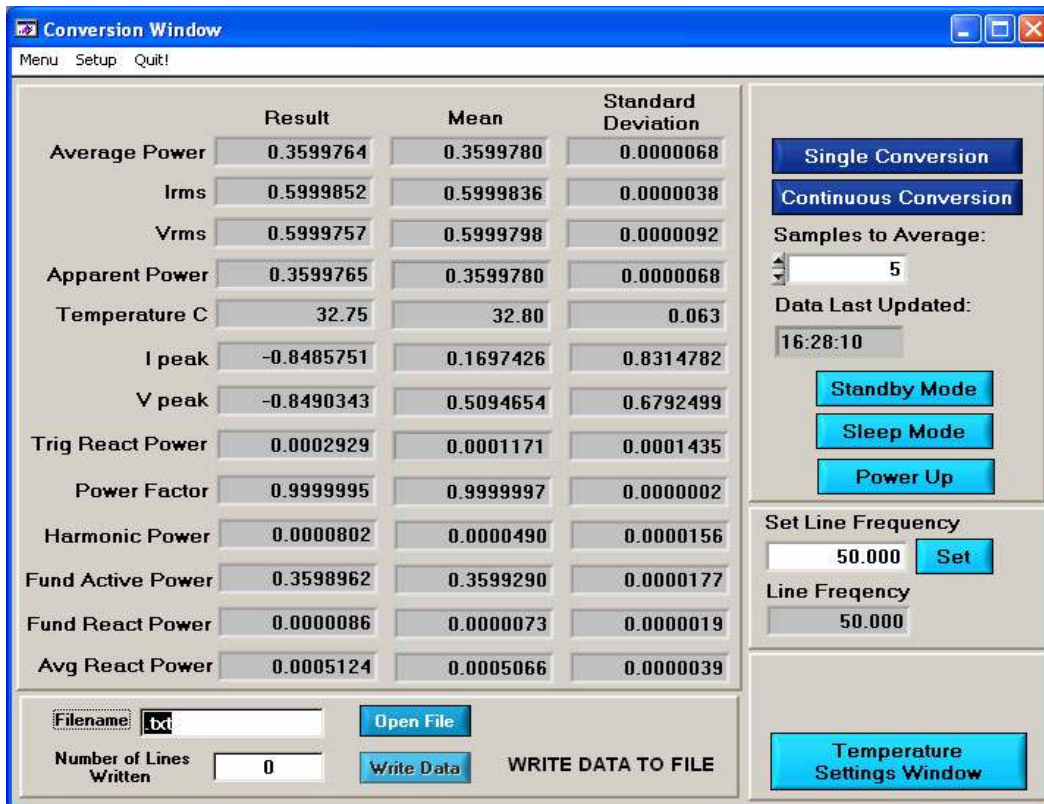 Conversion Window
Menu Setup Quit!
Result Mean Standard Deviation
Average Power 0.3599764 0.3599780 0.0000068
Irms 0.5999852 0.5999836 0.0000038
Vrms 0.5999757 0.5999798 0.0000092
Apparent Power 0.3599765 0.3599780 0.0000068
Temperature C 32.75 32.80 0.063
I peak -0.8485751 0.1697426 0.8314782
V peak -0.8490343 0.5094654 0.6792499
Trig React Power 0.0002929 0.0001171 0.0001435
Power Factor 0.9999995 0.9999997 0.0000002
Harmonic Power 0.0000802 0.0000490 0.0000156
Fund Active Power 0.3598962 0.3599290 0.0000177
Fund React Power 0.0000086 0.0000073 0.0000019
Avg React Power 0.0005124 0.0005066 0.0000039
Single Conversion
Continuous Conversion
Samples to Average:
5
Data Last Updated:
16:28:10
Standby Mode
Sleep Mode
Power Up
Set Line Frequency
50.000 Set
Line Freqency
50.000
Filename .txt Open File
Number of Lines Written 0 Write Data WRITE DATA TO FILE
Temperature
Settings Window